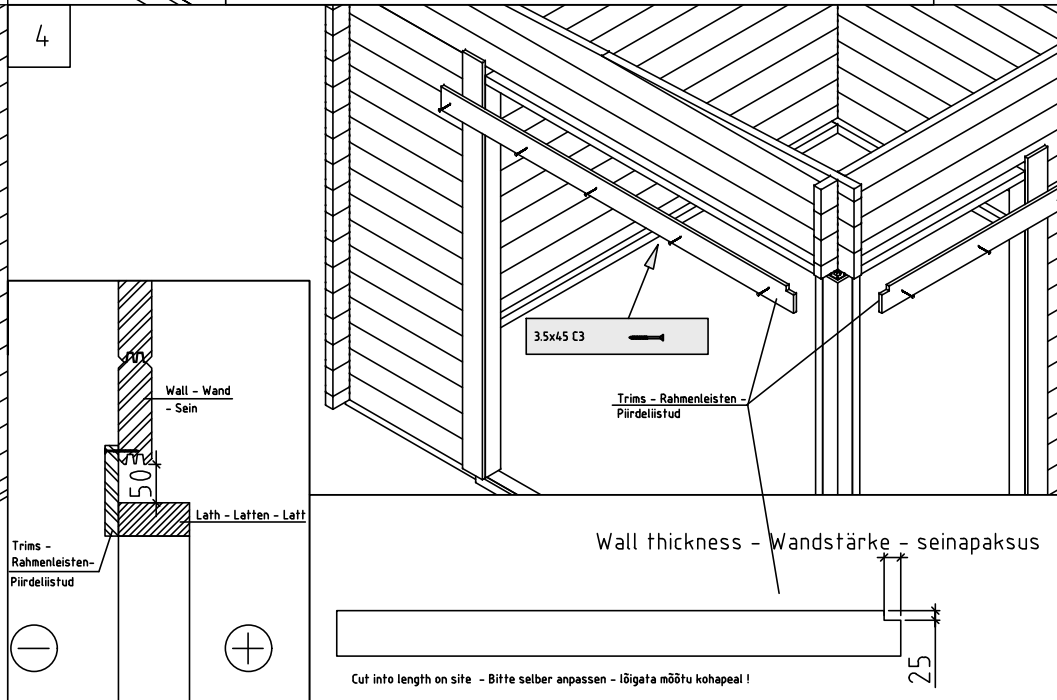 4
3.5x45 C3
Trims - Rahmenleisten -
Piirdeliistud
Wall - Wand
- Sein
50
Lath - Latten - Latt
Trims -
Rahmenleisten-
Piirdeliistud
Wall thickness - Wandstärke - seinapaksus
25
Cut into length on site - Bitte selber anpassen - lõigata mõõtu kohapeal !